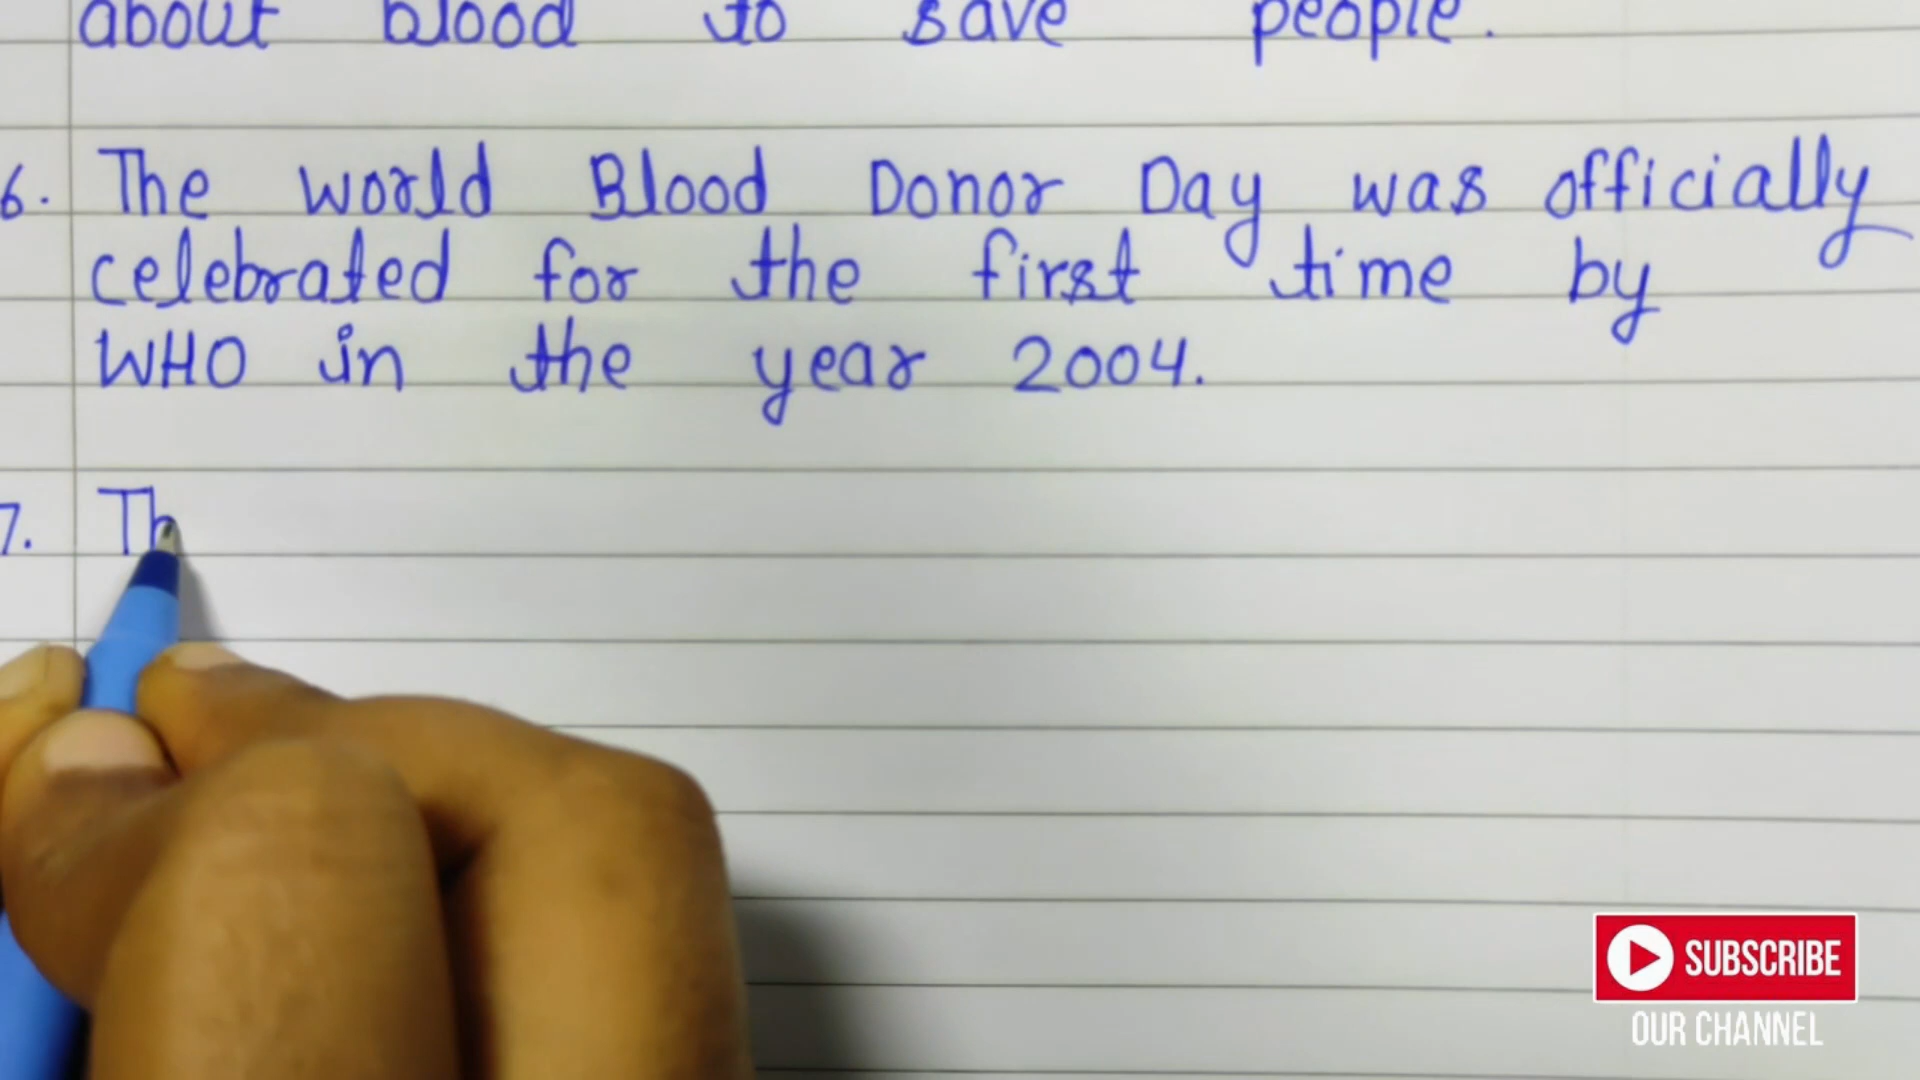 about blood to save people.
6. The world Blood Donor Day was officially
celebrated for the first time by
WHO in the year 2004.
7. Th
SUBSCRIBE
OUR CHANNEL